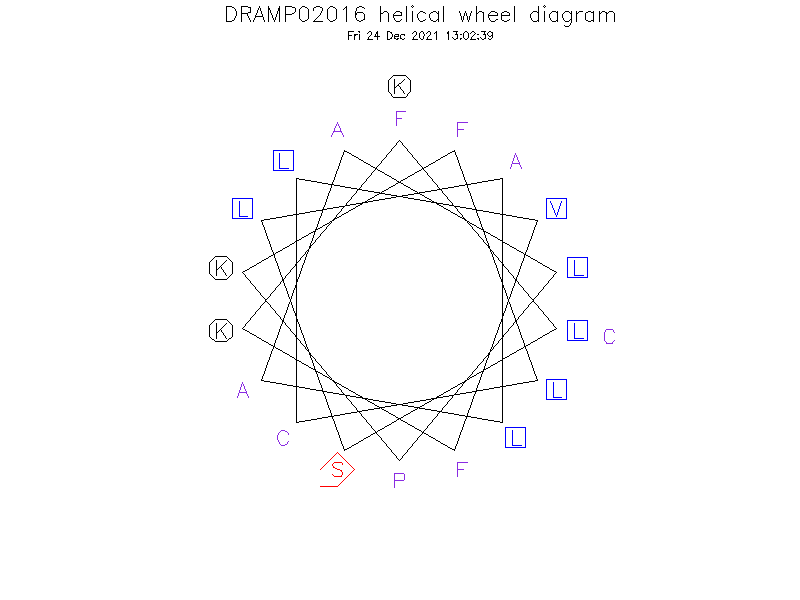 DRAMP02016 helical wheel diagram
Fri 24 Dec 2021 13:02:39
K
F
A F
L A
L V
K L
K L C
A L
C L
S F
P